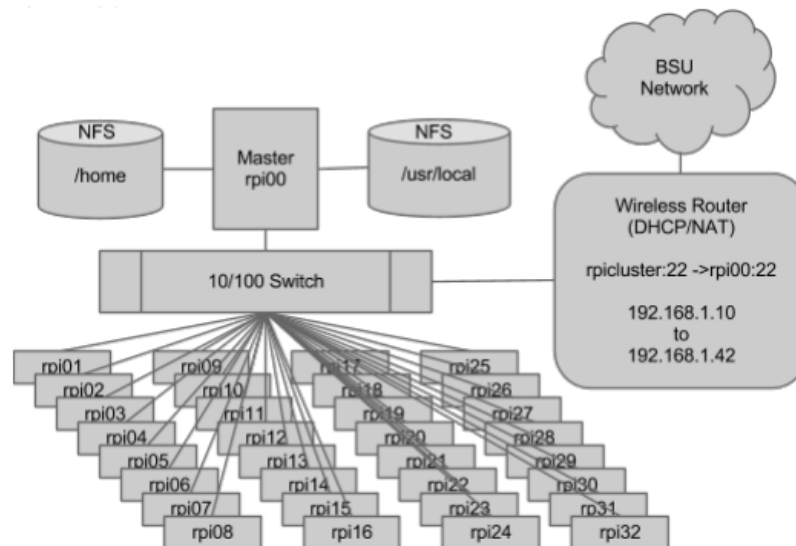 BSU
Network
NFS
/home
Master
rpi00
NFS
/usr/local
Wireless Router
(DHCP/NAT)
rpicluster:22 ->rpi00:22
192.168.1.10
to
192.168.1.42
10/100 Switch
rpi01
rpi02
rpi03
rpi04
rpi05
rpi06
rpi07
rpi08
rpi09
rpi10
rpi11
rpi12
rpi13
rpi14
rpi15
rpi16
rpi17
rpi18
rpi19
rpi20
rpi21
rpi22
rpi23
rpi24
rpi25
rpi26
rpi27
rpi28
rpi29
rpi30
rp31
rpi32